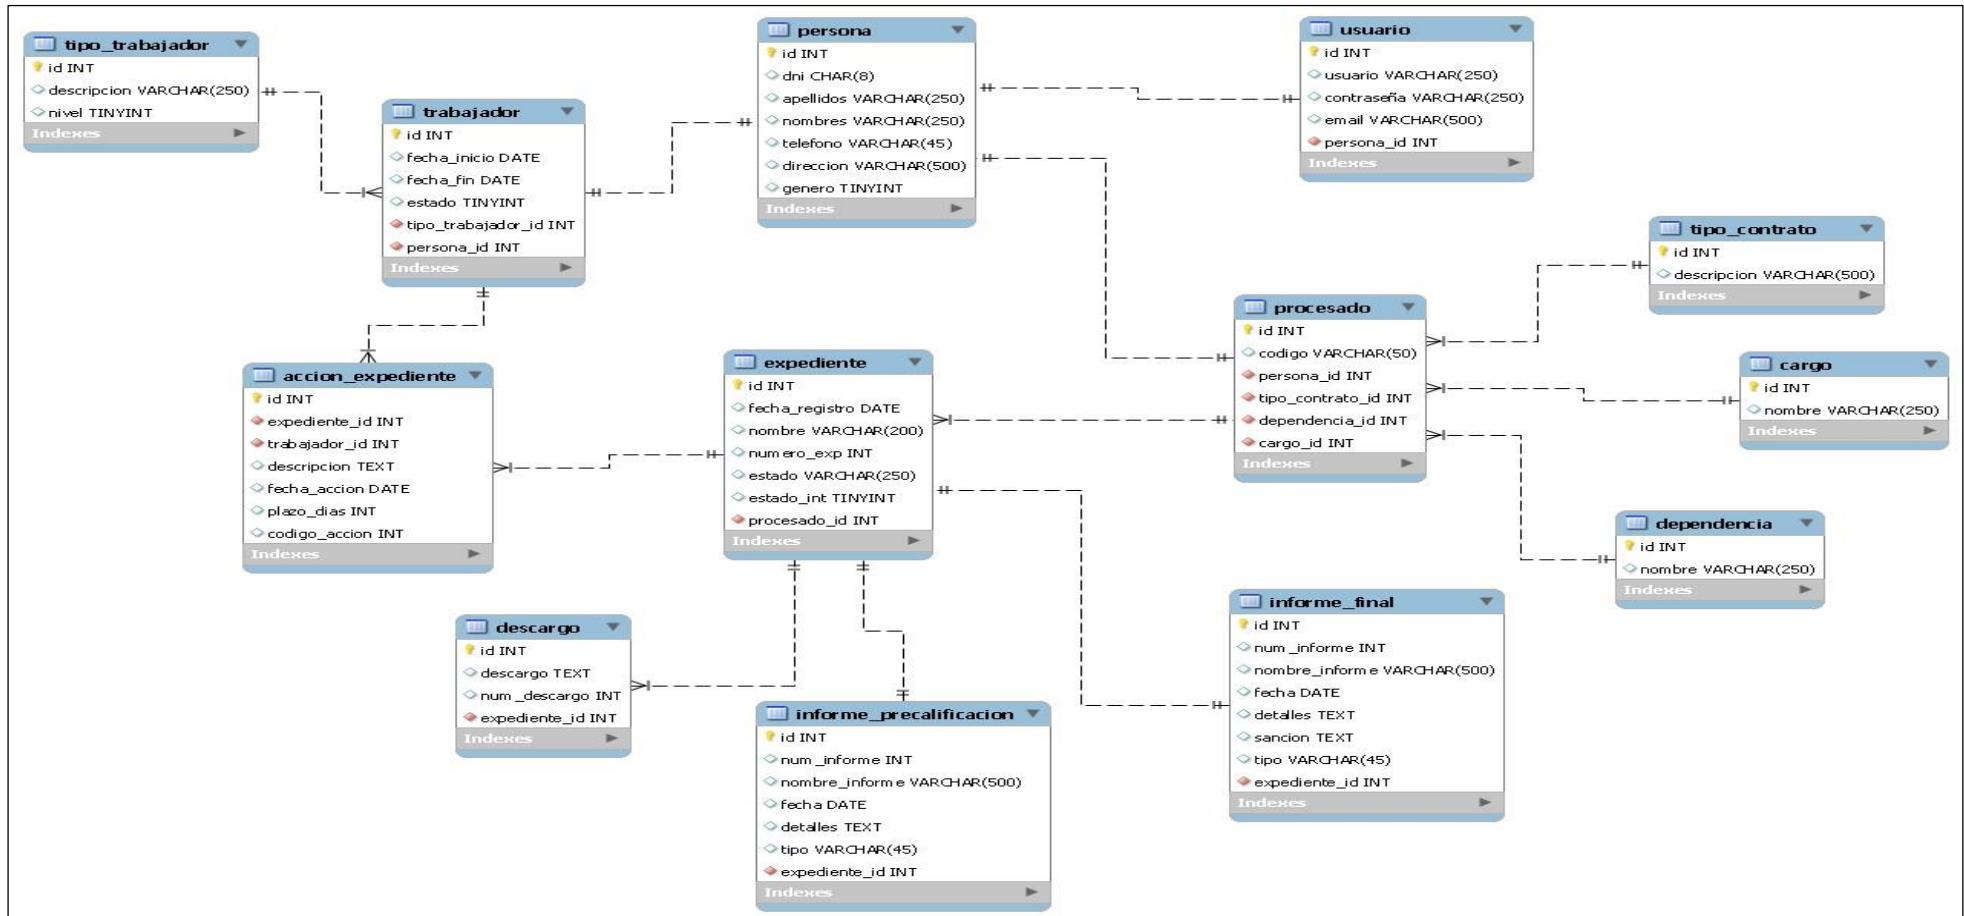 tipo_trabajador
id INT
descripcion VARCHAR(250)
nivel TINYINT
Indexes
trabajador
id INT
fecha_inicio DATE
fecha_fin DATE
estado TINYINT
tipo_trabajador_id INT
persona_id INT
Indexes
persona
id INT
dni CHAR(8)
apellidos VARCHAR(250)
nombres VARCHAR(250)
telefono VARCHAR(45)
direccion VARCHAR(500)
genero TINYINT
Indexes
usuario
id INT
usuario VARCHAR(250)
contraseña VARCHAR(250)
email VARCHAR(500)
persona_id INT
Indexes
tipo_contrato
id INT
descripcion VARCHAR(500)
Indexes
procesado
id INT
codigo VARCHAR(50)
persona_id INT
tipo_contrato_id INT
dependencia_id INT
cargo_id INT
Indexes
cargo
id INT
nombre VARCHAR(250)
Indexes
accion_expediente
id INT
expediente_id INT
trabajador_id INT
descripcion TEXT
fecha_accion DATE
plazo_dias INT
codigo_accion INT
Indexes
expediente
id INT
fecha_registro DATE
nombre VARCHAR(200)
numero_exp INT
estado VARCHAR(250)
estado_int TINYINT
procesado_id INT
Indexes
dependencia
id INT
nombre VARCHAR(250)
Indexes
descargo
id INT
descargo TEXT
num_descargo INT
expediente_id INT
Indexes
informe_precalificacion
id INT
num_informe INT
nombre_informe VARCHAR(500)
fecha DATE
detalles TEXT
tipo VARCHAR(45)
expediente_id INT
Indexes
informe_final
id INT
num_informe INT
nombre_informe VARCHAR(500)
fecha DATE
detalles TEXT
sancion TEXT
tipo VARCHAR(45)
expediente_id INT
Indexes